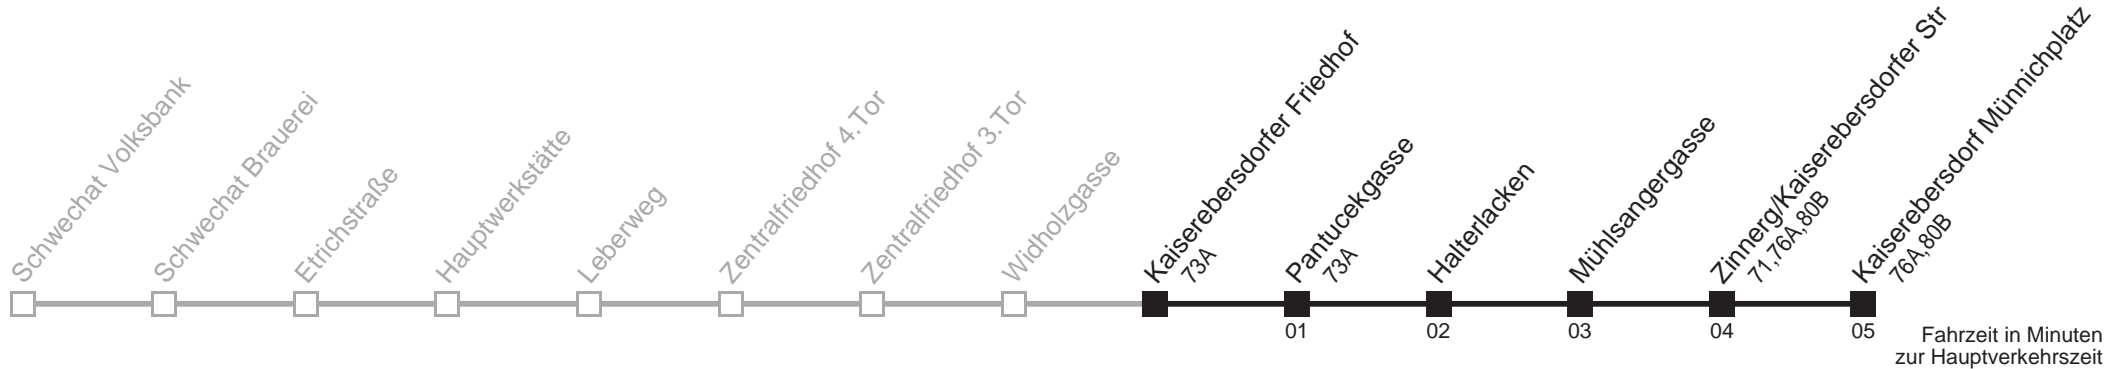 Schwechat Volksbank
Schwechat Brauerei
Etrichstraße
Hauptwerkstätte
Leberweg
Zentralfriedhof 4.Tor
Zentralfriedhof 3.Tor
Widholzgasse
Kaiserebersdorfer Friedhof
73A
Pantucekgasse
73A
Halterlacken
Mühlsangergasse
Zinnerg/Kaiserebersdorfer Str
71,76A,80B
Kaiserebersdorf Münnichplatz
76A,80B
01
02
03
04
05
Fahrzeit in Minuten
zur Hauptverkehrszeit